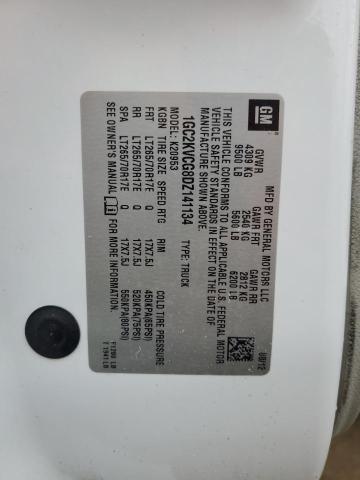 GM
MFD BY GENERAL MOTORS LLC 08/12
GVWR GAWR FRT GAWR RR
4309 KG 2540 KG 2812 KG
9500 LB 5600 LB 6200 LB
THIS VEHICLE CONFORMS TO ALL APPLICABLE U.S. FEDERAL MOTOR
VEHICLE SAFETY STANDARDS IN EFFECT ON THE DATE OF
MANUFACTURE SHOWN ABOVE.
1GC2KVCG8DZ141134 TYPE: TRUCK
KGBN K20953
TIRE SIZE SPEED RTG RIM COLD TIRE PRESSURE
FRT LT265/70R17E Q 17X7.5J 450KPA(65PSI)
RR LT265/70R17E Q 17X7.5J 520KPA(75PSI)
SPA LT265/70R17E Q 17X7.5J 550KPA(80PSI)
SEE OWNER'S MANUAL FOR MORE INFORMATION.
T 1941 LB